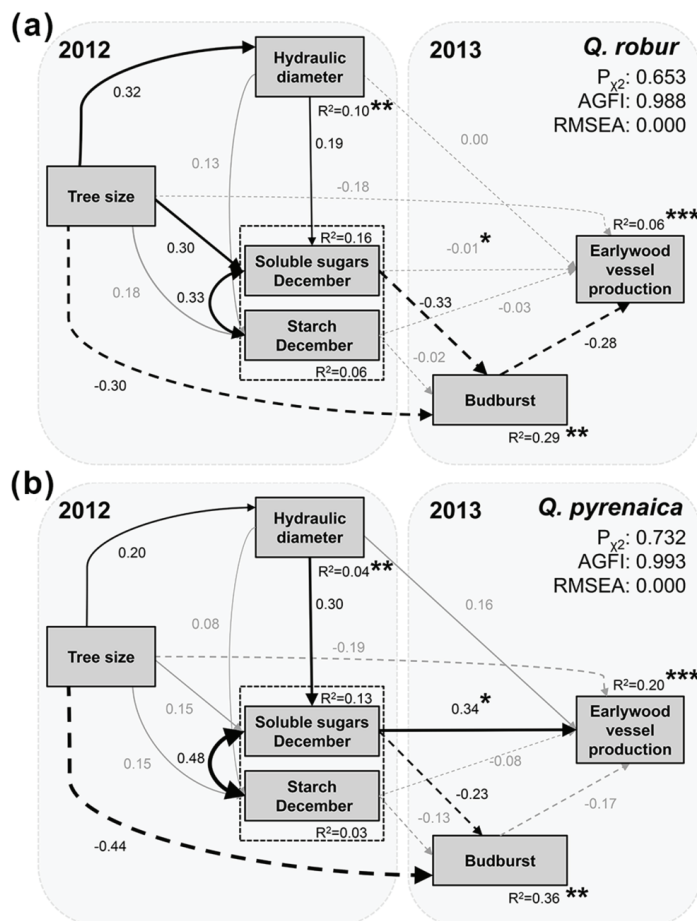 (a)
2012
2013
Q. robur
Hydraulic
diameter
Pχ2: 0.653
AGFI: 0.988
RMSEA: 0.000
0.32
R²=0.10**
0.19
0.13
0.00
Tree size
-0.18
R²=0.06***
R²=0.16
0.30
Soluble sugars
December
-0.01
*
Earlywood
vessel
production
0.18
0.33
-0.33
-0.03
Starch
December
-0.02
-0.28
-0.30
R²=0.06
Budburst
R²=0.29**
(b)
2012
2013
Q. pyrenaica
Hydraulic
diameter
Pχ2: 0.732
AGFI: 0.993
RMSEA: 0.000
0.20
R²=0.04**
0.30
0.08
0.16
Tree size
-0.19
R²=0.20***
R²=0.13
0.15
Soluble sugars
December
0.34*
Earlywood
vessel
production
0.15
0.48
-0.08
Starch
December
-0.23
-0.13
-0.17
-0.44
R²=0.03
Budburst
R²=0.36**